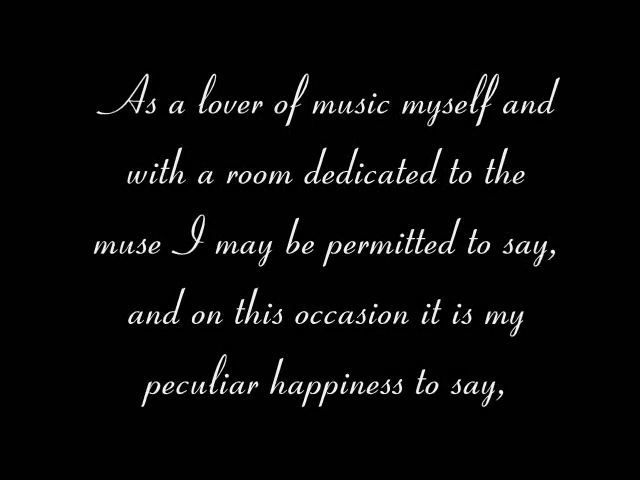 As a lover of music myself and
with a room dedicated to the
muse I may be permitted to say,
and on this occasion it is my
peculiar happiness to say,